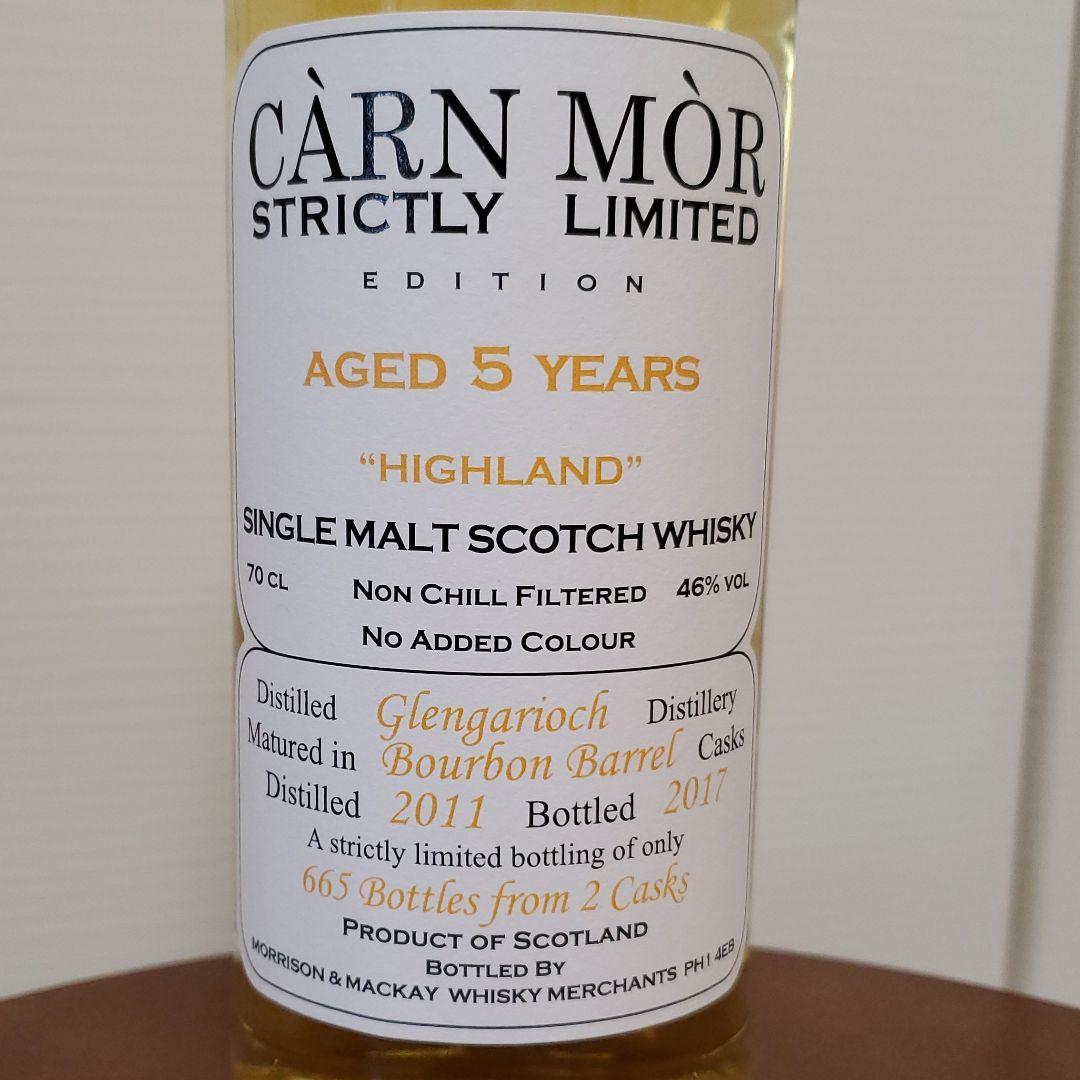 CÀRN MÒR
STRICTLY LIMITED
EDITION
AGED 5 YEARS
“HIGHLAND”
SINGLE MALT SCOTCH WHISKY
70 CL NON CHILL FILTERED 46% VOL
NO ADDED COLOUR
Distilled Glengarioch Distillery
Matured in Bourbon Barrel Casks
Distilled 2011 Bottled 2017
A strictly limited bottling of only
665 Bottles from 2 Casks
PRODUCT OF SCOTLAND
BOTTLED BY
MORRISON & MACKAY WHISKY MERCHANTS PH1 4EB